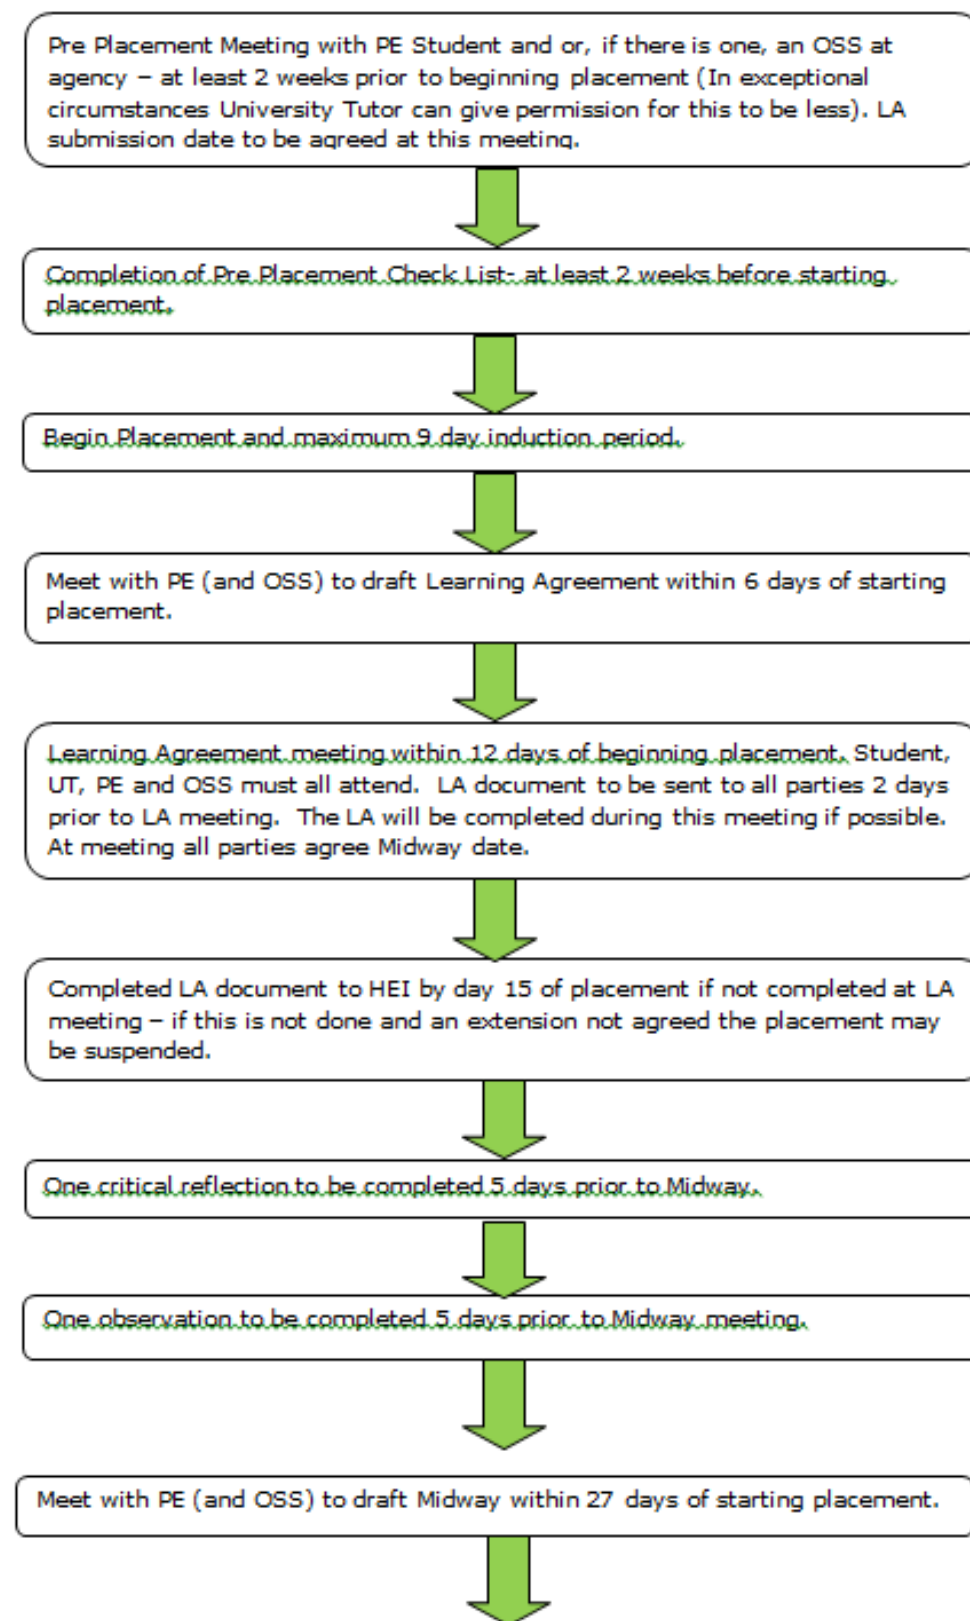 Pre Placement Meeting with PE Student and or, if there is one, an OSS at
agency – at least 2 weeks prior to beginning placement (In exceptional
circumstances University Tutor can give permission for this to be less). LA
submission date to be agreed at this meeting.
Completion of Pre Placement Check List- at least 2 weeks before starting
placement.
Begin Placement and maximum 9 day induction period.
Meet with PE (and OSS) to draft Learning Agreement within 6 days of starting
placement.
Learning Agreement meeting within 12 days of beginning placement. Student,
UT, PE and OSS must all attend.  LA document to be sent to all parties 2 days
prior to LA meeting.  The LA will be completed during this meeting if possible.
At meeting all parties agree Midway date.
Completed LA document to HEI by day 15 of placement if not completed at LA
meeting – if this is not done and an extension not agreed the placement may
be suspended.
One critical reflection to be completed 5 days prior to Midway.
One observation to be completed 5 days prior to Midway meeting.
Meet with PE (and OSS) to draft Midway within 27 days of starting placement.